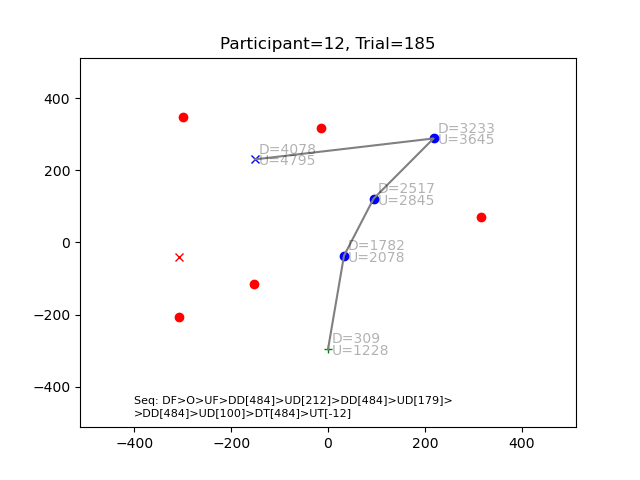 Participant=12, Trial=185
400
200
0
−200
−400
D=3233
U=3645
D=4078
U=4795
D=2517
U=2845
D=1782
U=2078
D=309
U=1228
Seq: DF>O>UF>DD[484]>UD[212]>DD[484]>UD[179]>
>DD[484]>UD[100]>DT[484]>UT[-12]
−400 −200 0 200 400